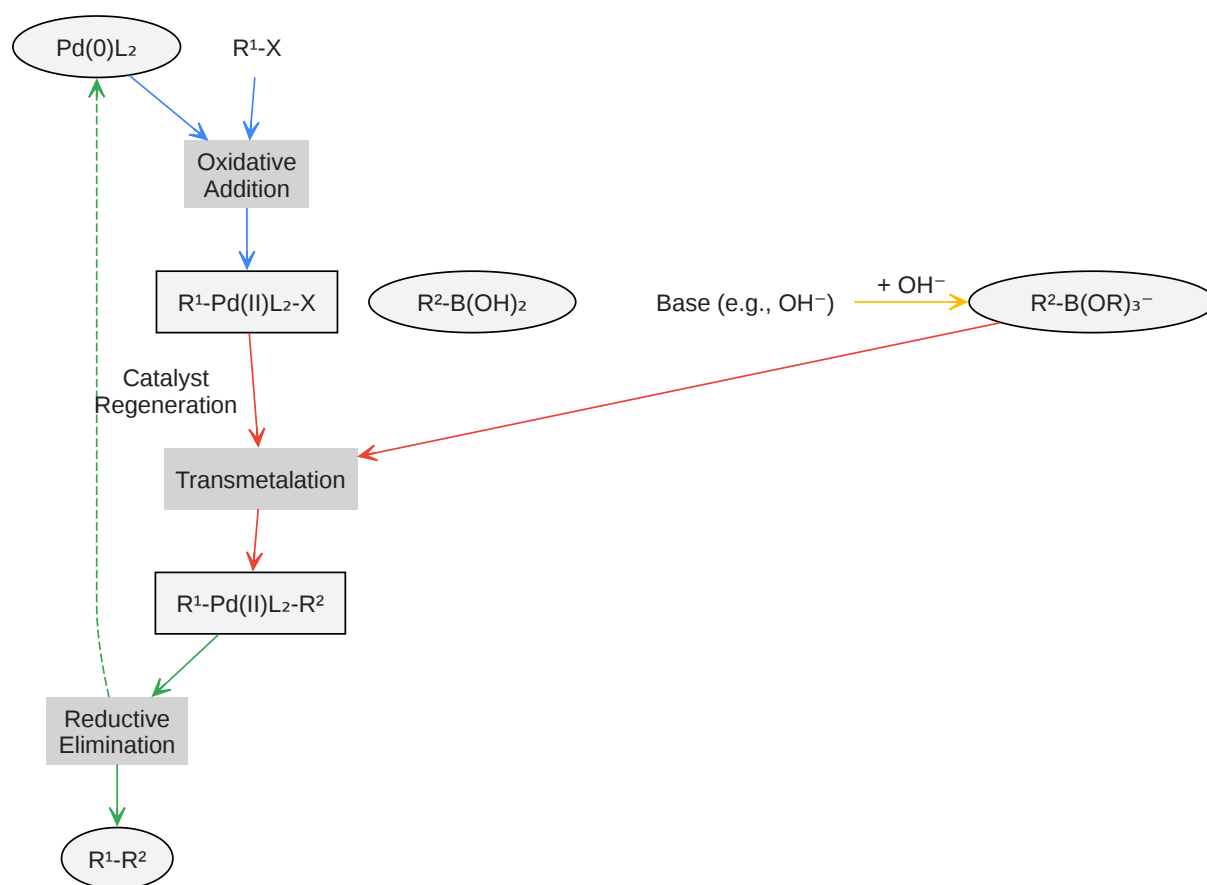 Pd(0)L₂
R¹-X
Oxidative
Addition
R¹-Pd(II)L₂-X
R²-B(OH)₂
Base (e.g., OH⁻)
+ OH⁻
R²-B(OR)₃⁻
Catalyst
Regeneration
Transmetalation
R¹-Pd(II)L₂-R²
Reductive
Elimination
R¹-R²